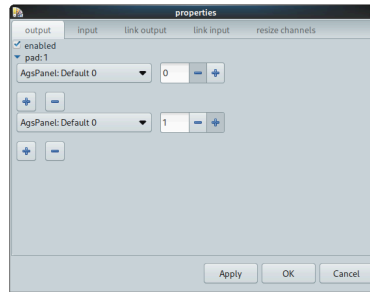 properties
output input link output link input resize channels
enabled
pad: 1
AgsPanel: Default 0 0
AgsPanel: Default 0 1
Apply OK Cancel